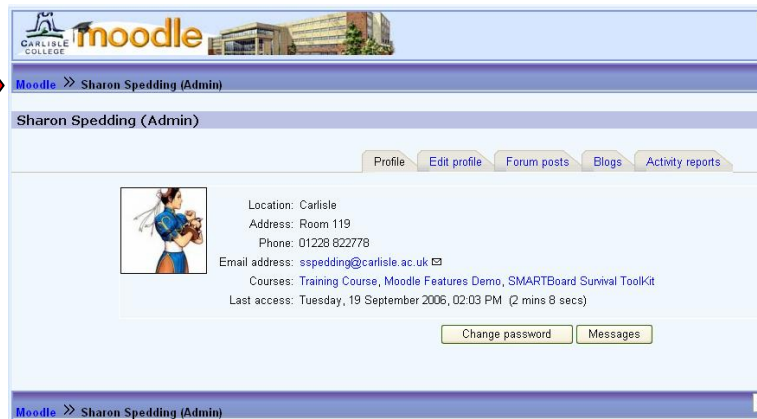 CARLISLE
COLLEGE
moodle
Moodle » Sharon Spedding (Admin)
Sharon Spedding (Admin)
Profile Edit profile Forum posts Blogs Activity reports
Location: Carlisle
Address: Room 119
Phone: 01228 822778
Email address: sspedding@carlisle.ac.uk
Courses: Training Course, Moodle Features Demo, SMARTBoard Survival ToolKit
Last access: Tuesday, 19 September 2006, 02:03 PM (2 mins 8 secs)
Change password Messages
Moodle » Sharon Spedding (Admin)